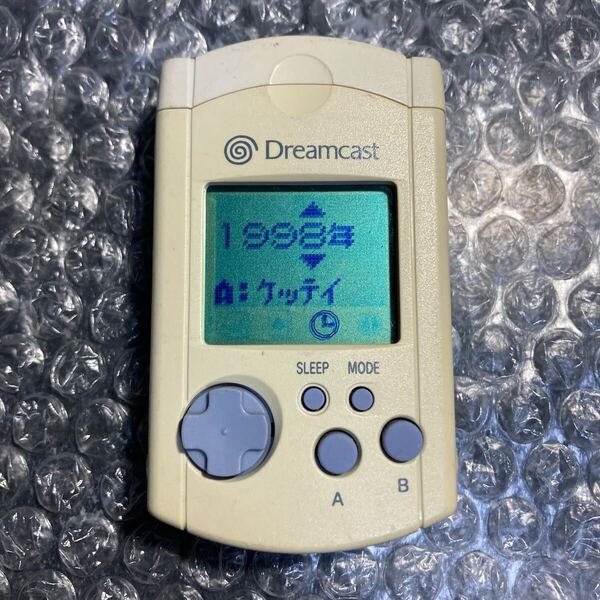 Dreamcast
1998年
A:ケッテイ
SLEEP MODE
A
B